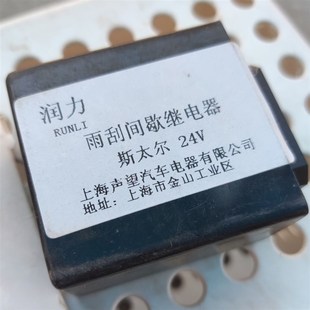 润力
RUNLI
雨刮间歇继电器
斯太尔 24V
上海声望汽车电器有限公司
地址：上海市金山工业区